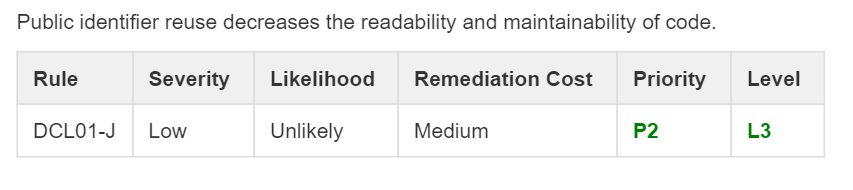 Public identifier reuse decreases the readability and maintainability of code.
Rule Severity Likelihood Remediation Cost Priority Level
DCL01-J Low Unlikely Medium P2 L3